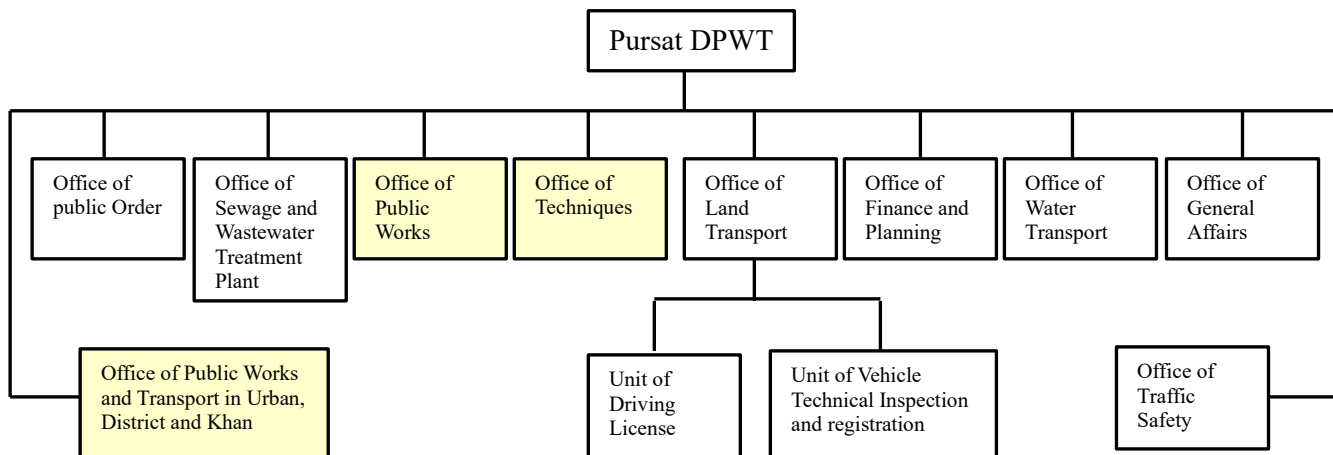 Pursat DPWT
Office of
public Order
Office of
Sewage and
Wastewater
Treatment
Plant
Office of
Public
Works
Office of
Techniques
Office of
Land
Transport
Office of
Finance and
Planning
Office of
Water
Transport
Office of
General
Affairs
Office of Public Works
and Transport in Urban,
District and Khan
Unit of
Driving
License
Unit of Vehicle
Technical Inspection
and registration
Office of
Traffic
Safety